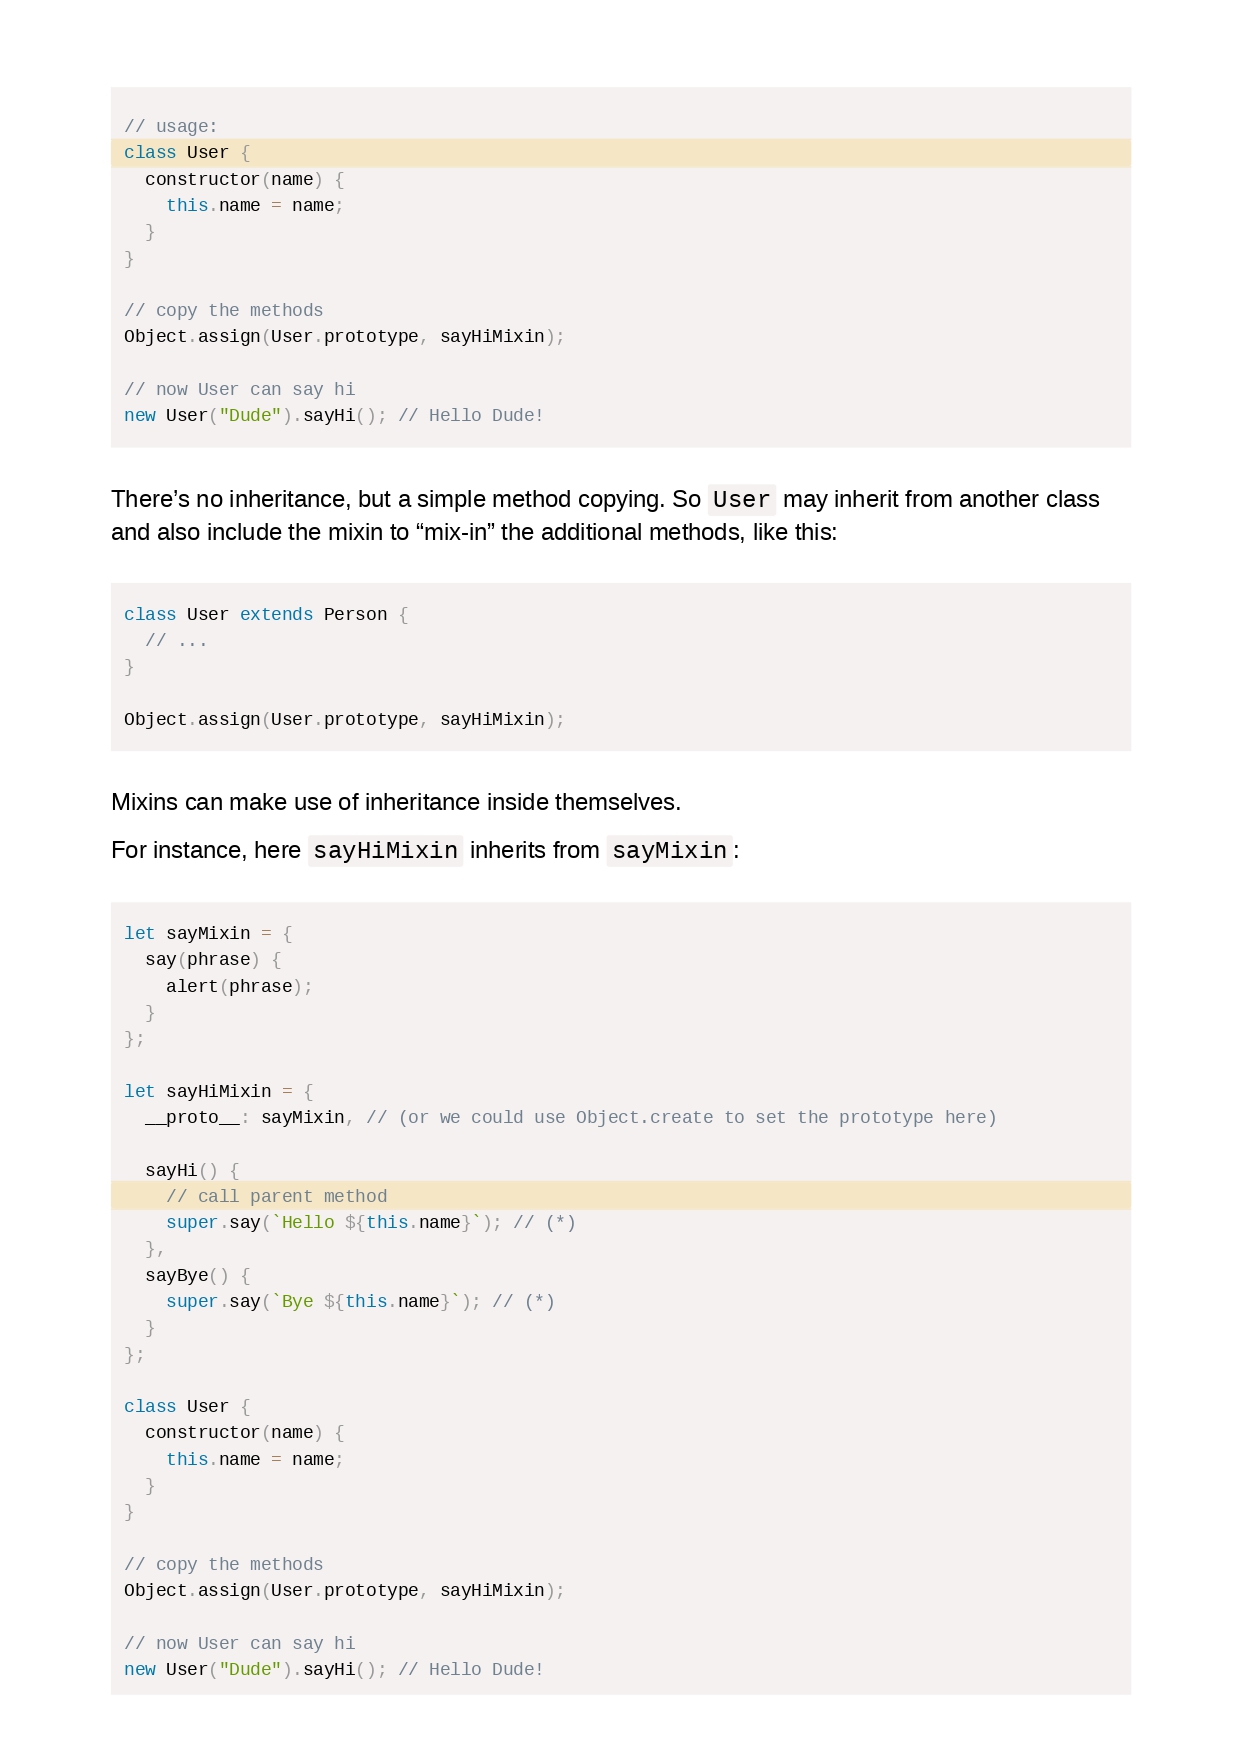 // usage:
class User {
  constructor(name) {
    this.name = name;
  }
}

// copy the methods
Object.assign(User.prototype, sayHiMixin);

// now User can say hi
new User("Dude").sayHi(); // Hello Dude!

There’s no inheritance, but a simple method copying. So User may inherit from another class
and also include the mixin to “mix-in” the additional methods, like this:

class User extends Person {
  // ...
}

Object.assign(User.prototype, sayHiMixin);

Mixins can make use of inheritance inside themselves.
For instance, here sayHiMixin inherits from sayMixin:

let sayMixin = {
  say(phrase) {
    alert(phrase);
  }
};

let sayHiMixin = {
  __proto__: sayMixin, // (or we could use Object.create to set the prototype here)

  sayHi() {
    // call parent method
    super.say(`Hello ${this.name}`); // (*)
  },
  sayBye() {
    super.say(`Bye ${this.name}`); // (*)
  }
};

class User {
  constructor(name) {
    this.name = name;
  }
}

// copy the methods
Object.assign(User.prototype, sayHiMixin);

// now User can say hi
new User("Dude").sayHi(); // Hello Dude!